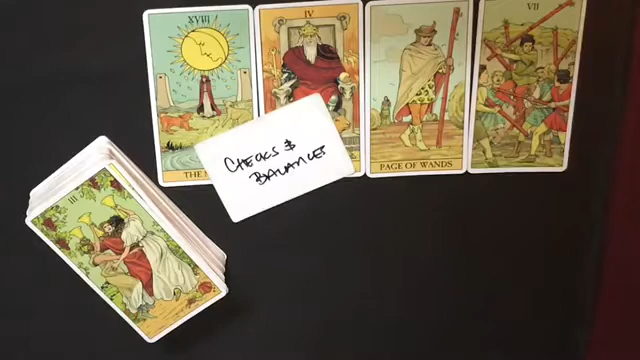 XVIII
IV
VII
THE M
PAGE OF WANDS
CHECKS &
BALANCES
III